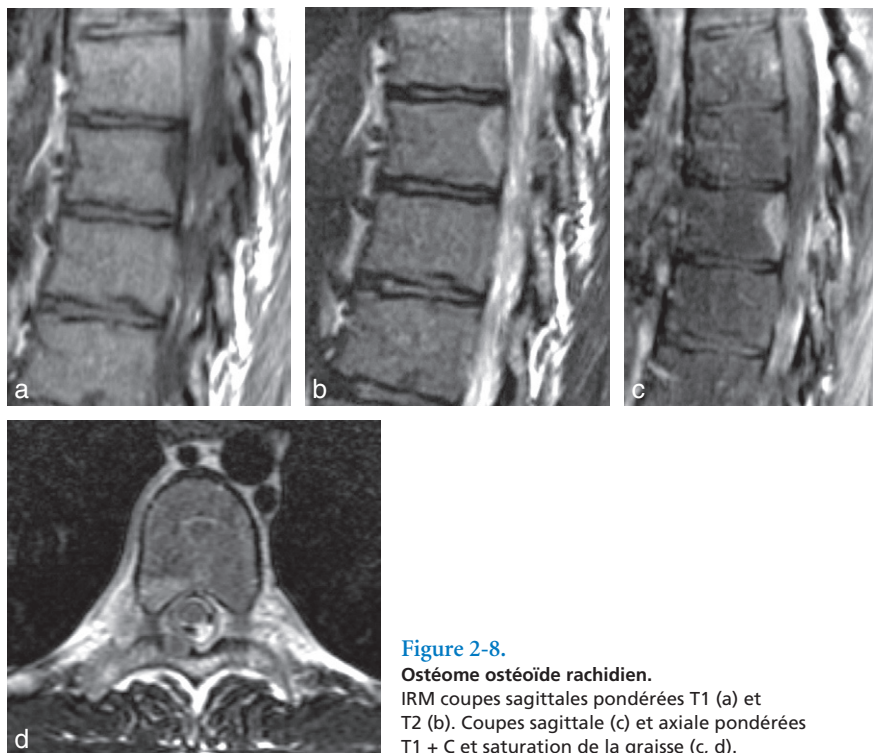 a
b
c
d
Figure 2-8.
Ostéome ostéoïde rachidien.
IRM coupes sagittales pondérées T1 (a) et
T2 (b). Coupes sagittale (c) et axiale pondérées
T1 + C et saturation de la graisse (c, d).